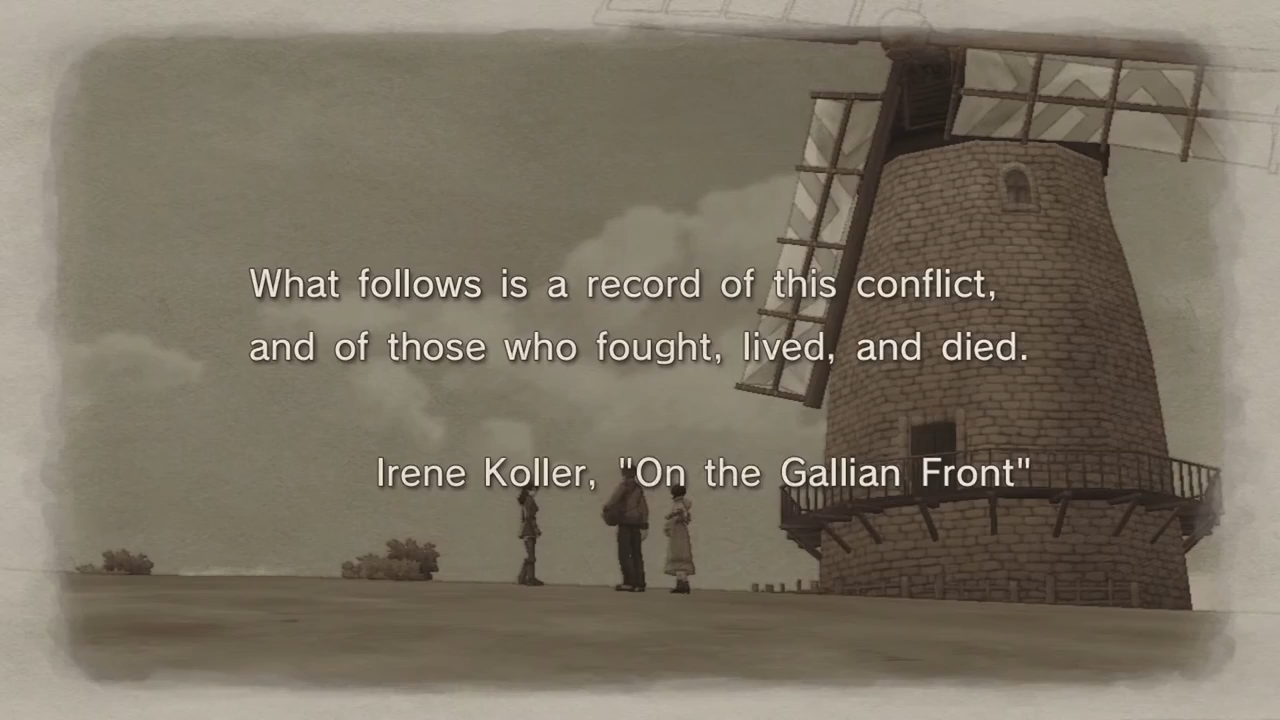 What follows is a record of this conflict,
and of those who fought, lived, and died.
Irene Koller, "On the Gallian Front"